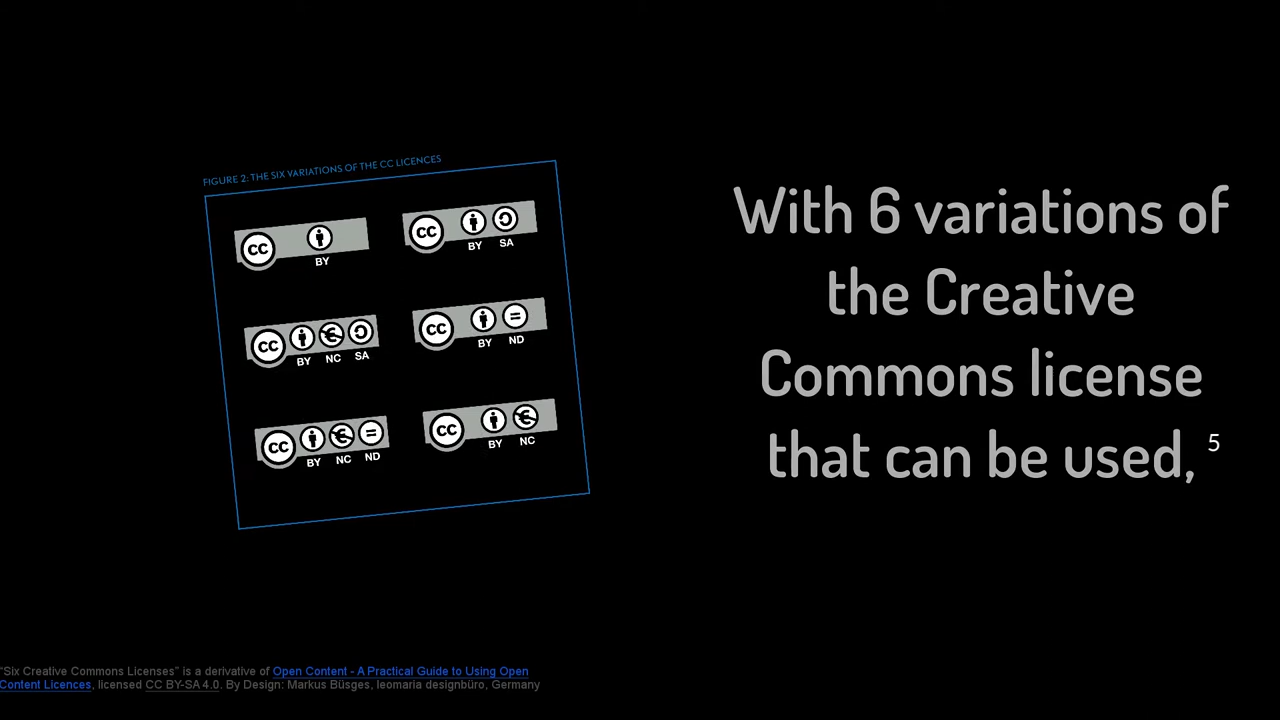 FIGURE 2: THE SIX VARIATIONS OF THE CC LICENCES
CC BY
CC BY SA
CC BY NC SA
CC BY ND
CC BY NC ND
CC BY NC
With 6 variations of
the Creative
Commons license
that can be used, 5
"Six Creative Commons Licenses" is a derivative of Open Content - A Practical Guide to Using Open
Content Licences, licensed CC BY-SA 4.0. By Design: Markus Büsges, leomaria designbüro, Germany